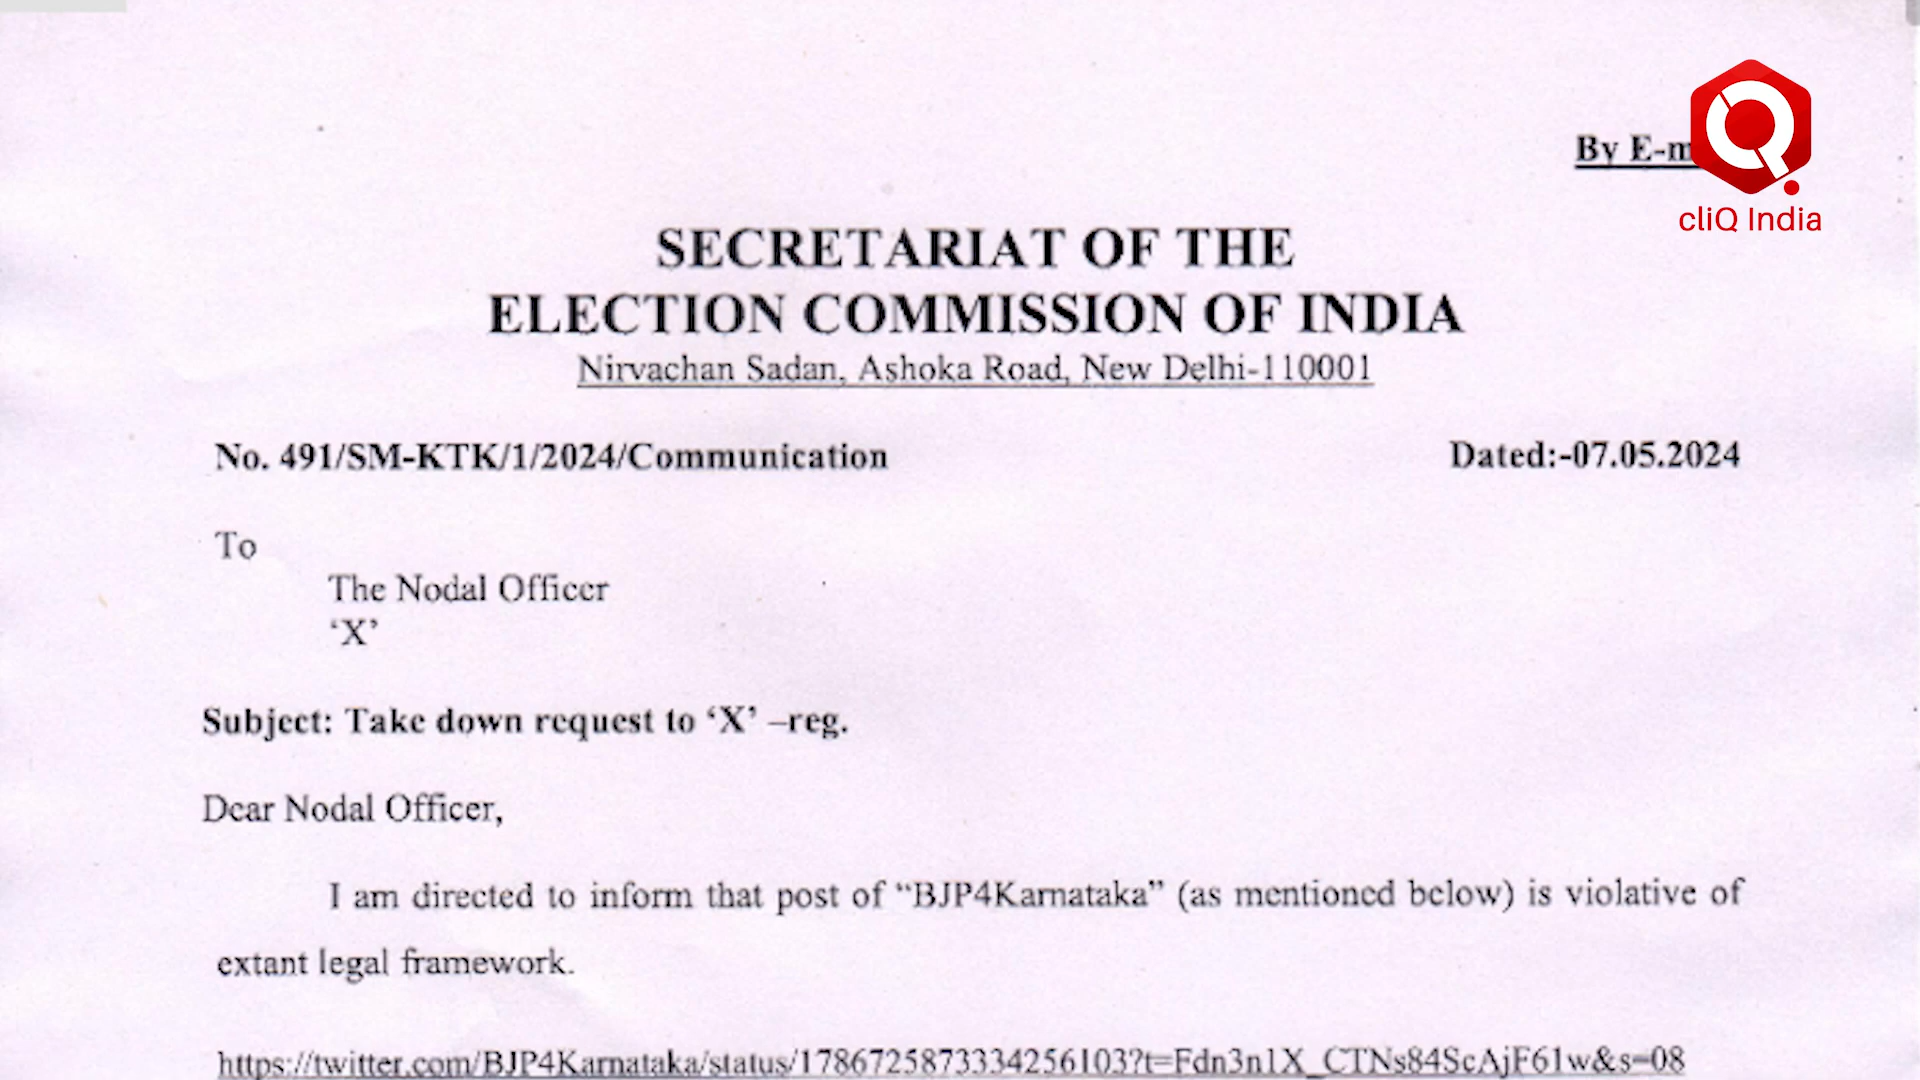 By E-m
cliQ India
SECRETARIAT OF THE
ELECTION COMMISSION OF INDIA
Nirvachan Sadan, Ashoka Road, New Delhi-110001
No. 491/SM-KTK/1/2024/Communication
Dated:-07.05.2024
To
The Nodal Officer
‘X’
Subject: Take down request to ‘X’ –reg.
Dear Nodal Officer,
I am directed to inform that post of “BJP4Karnataka” (as mentioned below) is violative of
extant legal framework.
https://twitter.com/BJP4Karnataka/status/1786725873334256103?t=Fdn3n1X_CTNs84ScAjF61w&s=08